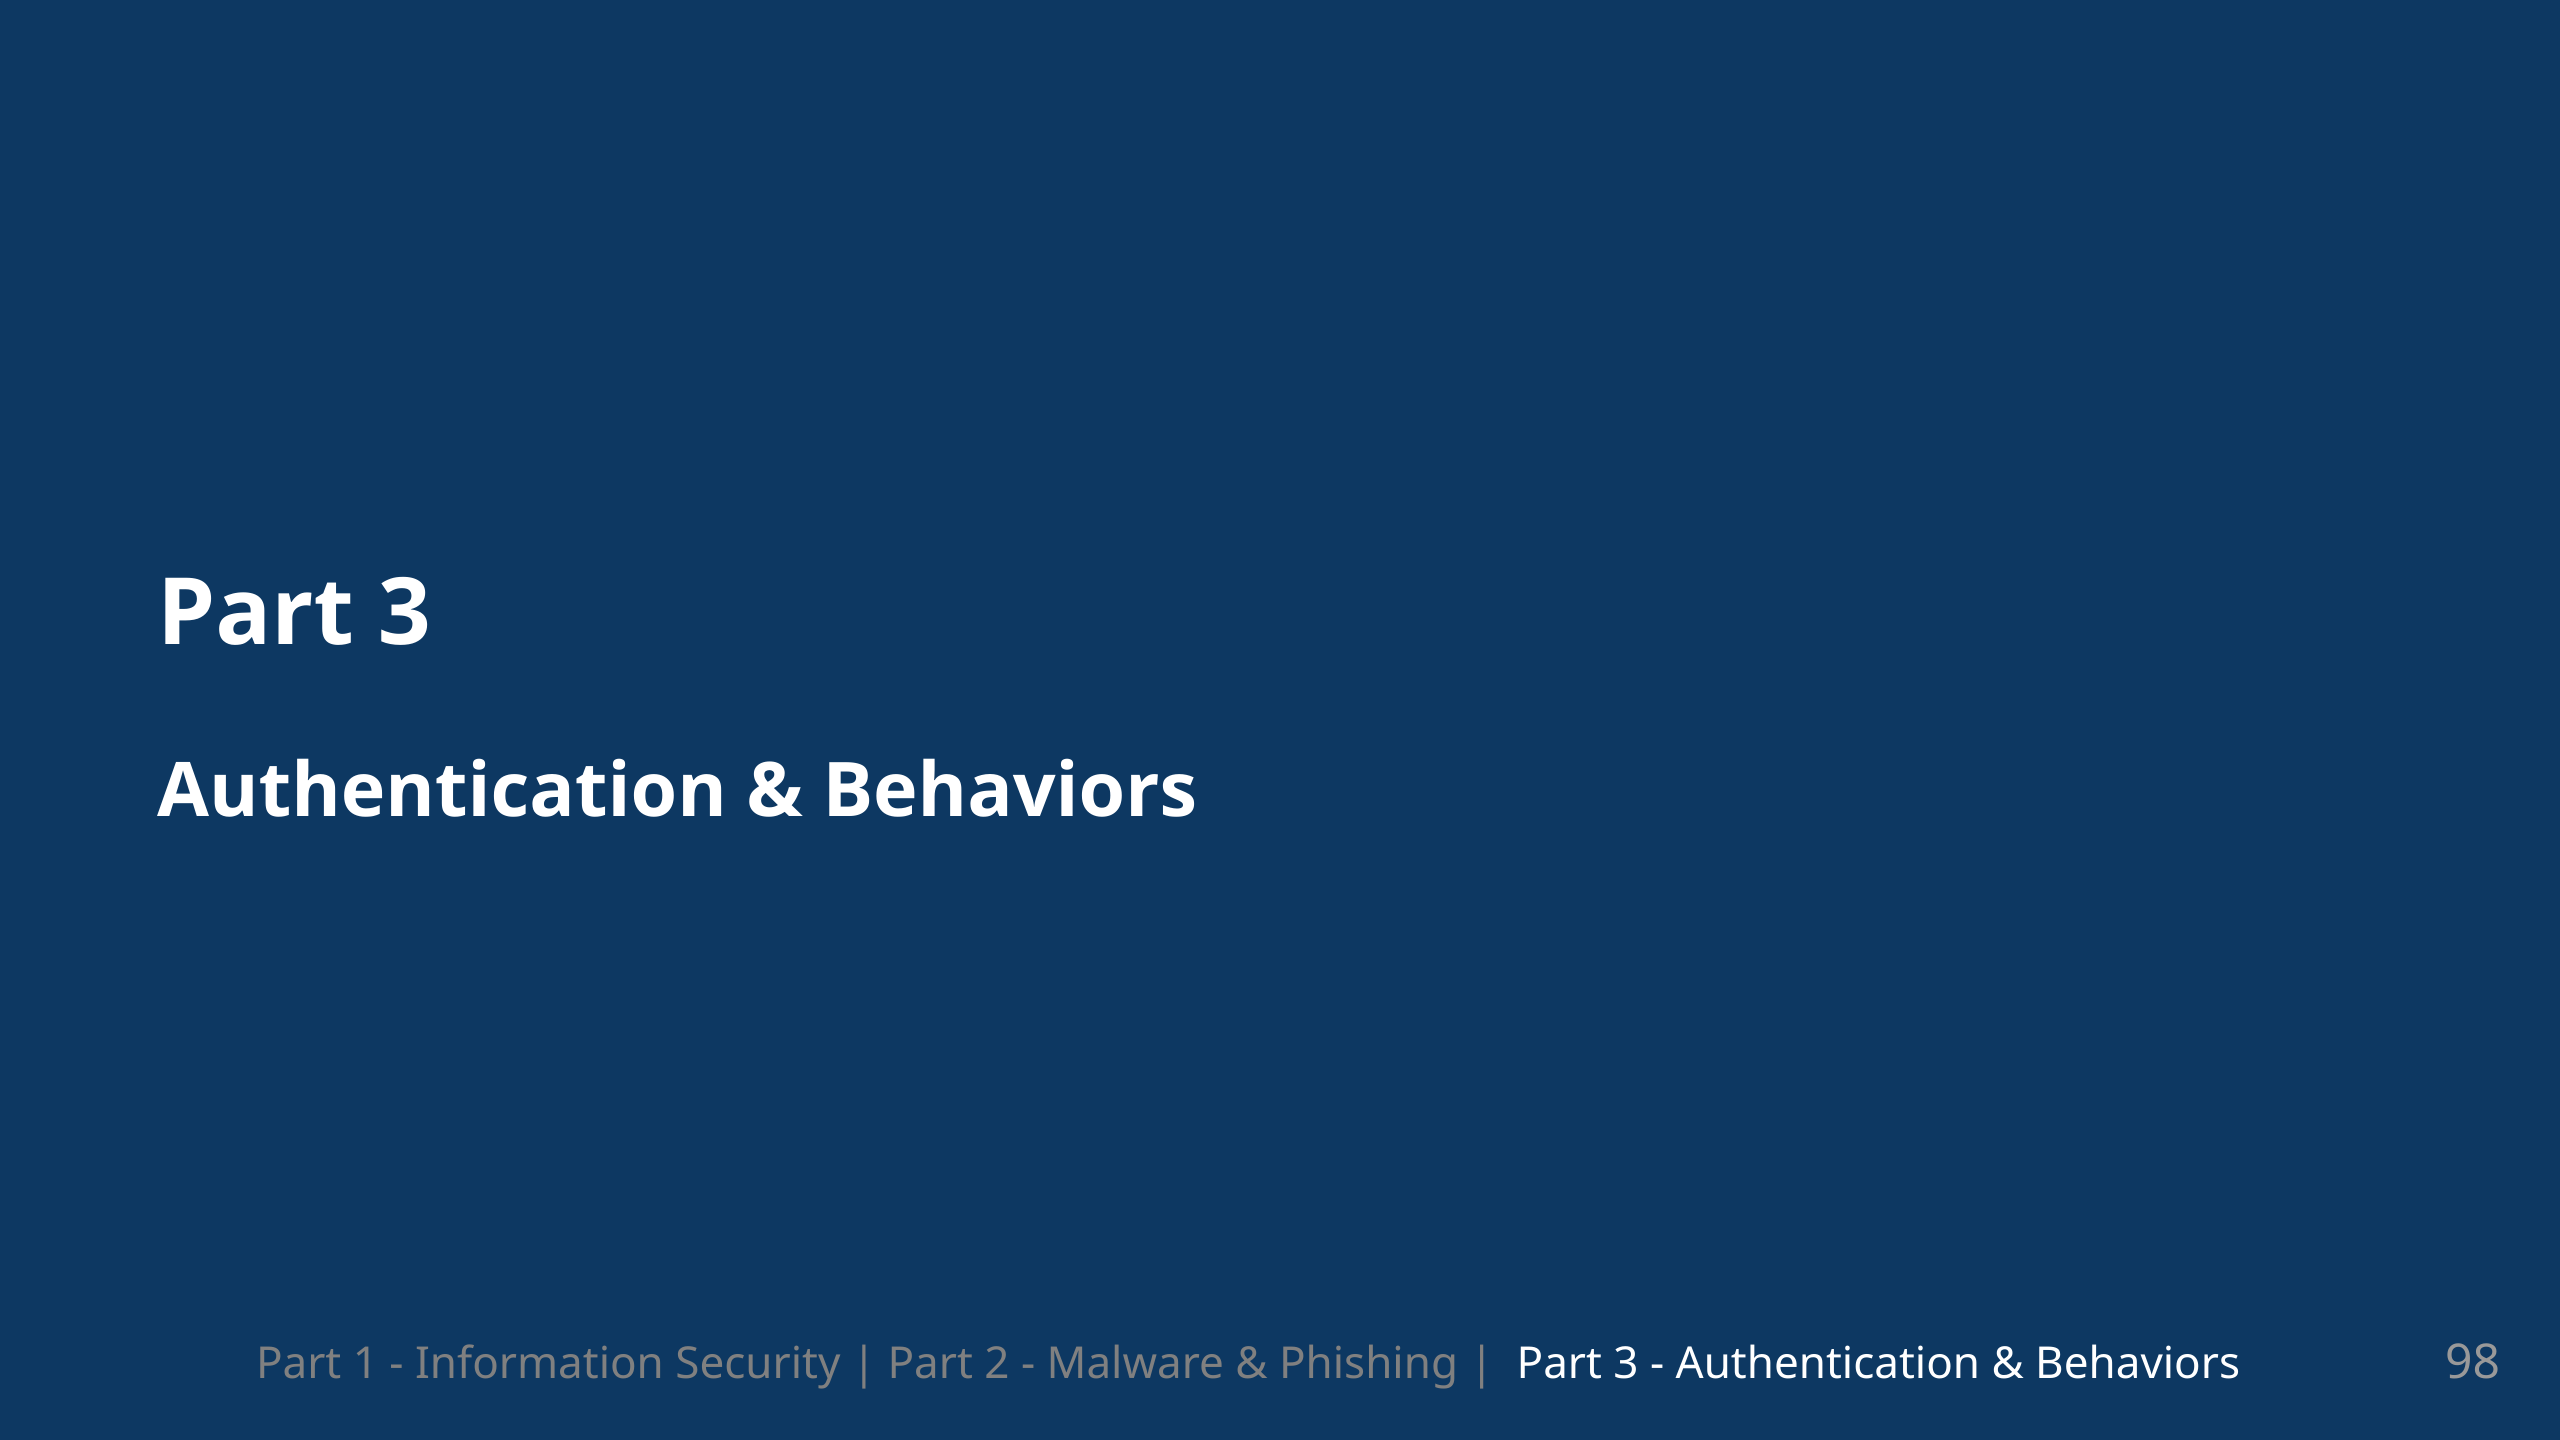 Part 3
Authentication & Behaviors
Part 1 - Information Security | Part 2 - Malware & Phishing | Part 3 - Authentication & Behaviors 98